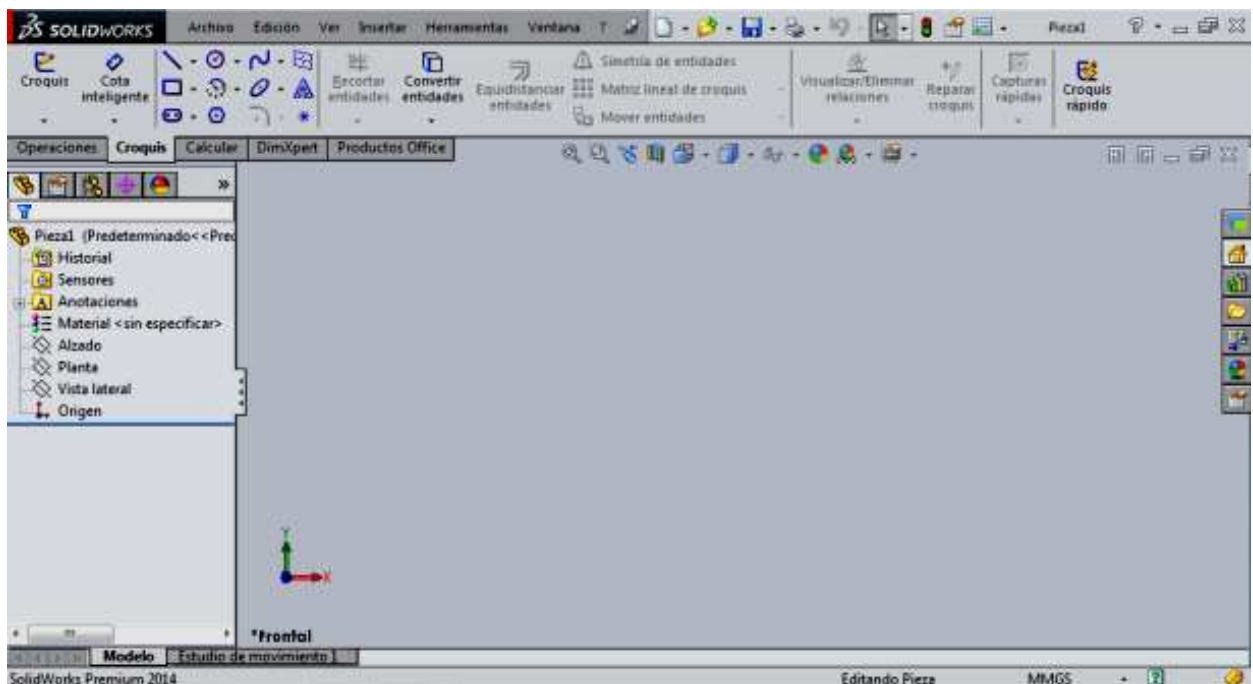 SOLIDWORKS Archivo Edición Ver Insertar Herramientas Ventana ? Pieza1
Croquis
Cota inteligente
Recortar entidades
Convertir entidades
Equidistanciar entidades
Simetría de entidades
Matriz lineal de croquis
Mover entidades
Visualizar/Eliminar relaciones
Reparar croquis
Capturas rápidas
Croquis rápido
Operaciones Croquis Calcular DimXpert Productos Office
Pieza1 (Predeterminado<<Pred
Historial
Sensores
Anotaciones
Material <sin especificar>
Alzado
Planta
Vista lateral
Origen
Y
X
*Frontal
Modelo Estudio de movimiento 1
SolidWorks Premium 2014 Editando Pieza MMGS